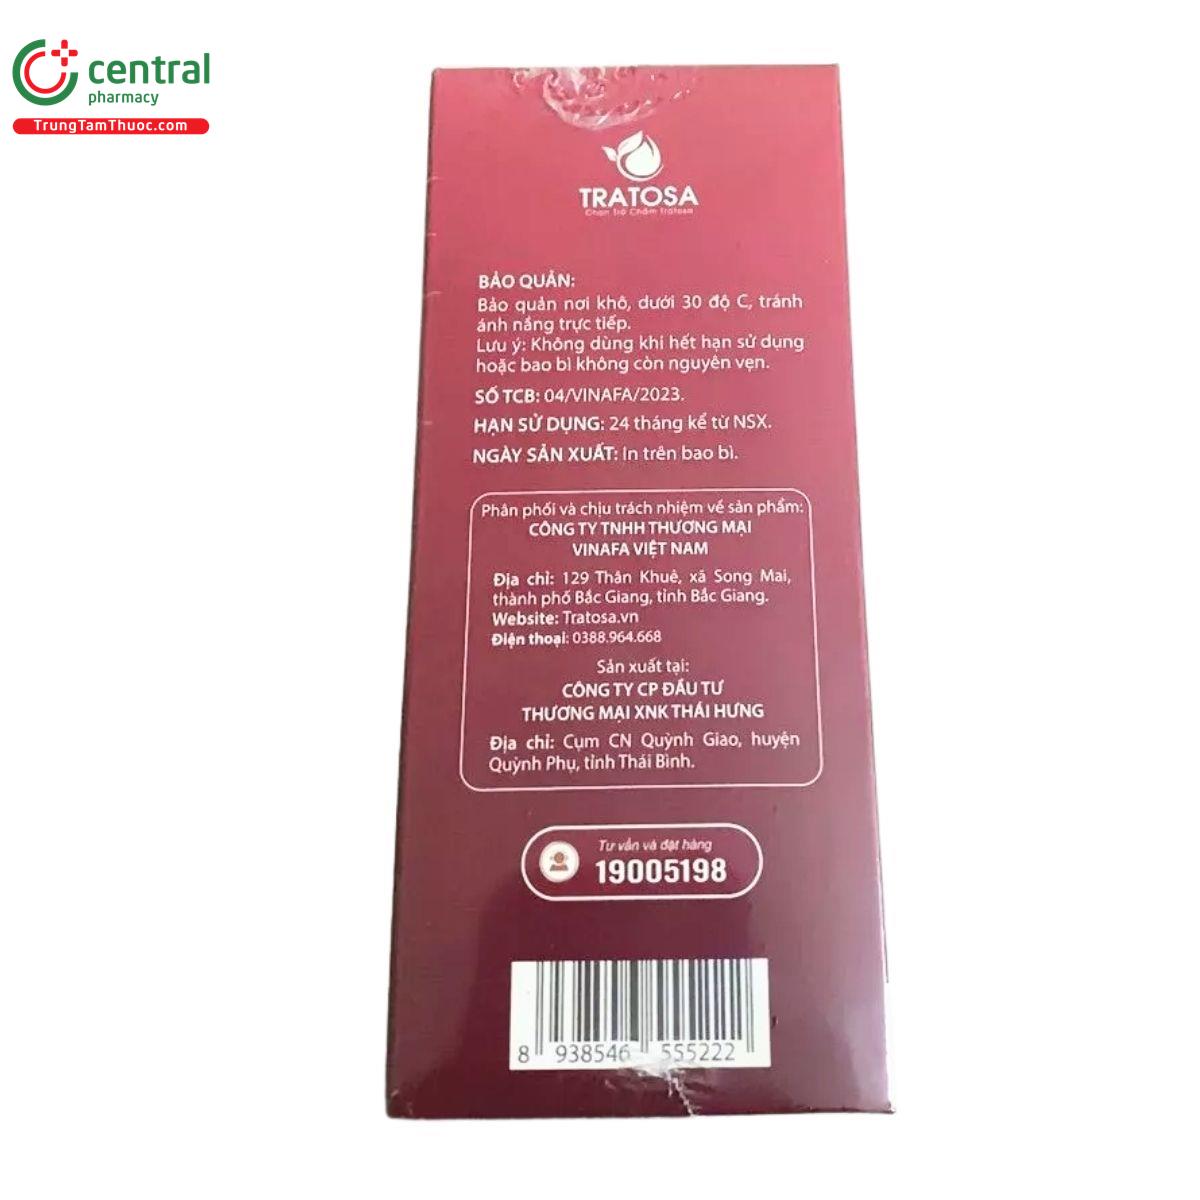 central
pharmacy
TrungTamThuoc.com
TRATOSA
Chọn Trà Chấm Tratosa
BẢO QUẢN:
Bảo quản nơi khô, dưới 30 độ C, tránh
ánh nắng trực tiếp.
Lưu ý: Không dùng khi hết hạn sử dụng
hoặc bao bì không còn nguyên vẹn.
SỐ TCB: 04/VINAFA/2023.
HẠN SỬ DỤNG: 24 tháng kể từ NSX.
NGÀY SẢN XUẤT: In trên bao bì.
Phân phối và chịu trách nhiệm về sản phẩm:
CÔNG TY TNHH THƯƠNG MẠI
VINAFA VIỆT NAM
Địa chỉ: 129 Thân Khuê, xã Song Mai,
thành phố Bắc Giang, tỉnh Bắc Giang.
Website: Tratosa.vn
Điện thoại: 0388.964.668
Sản xuất tại:
CÔNG TY CP ĐẦU TƯ
THƯƠNG MẠI XNK THÁI HƯNG
Địa chỉ: Cụm CN Quỳnh Giao, huyện
Quỳnh Phụ, tỉnh Thái Bình.
Tư vấn và đặt hàng
19005198
8 938546 555222